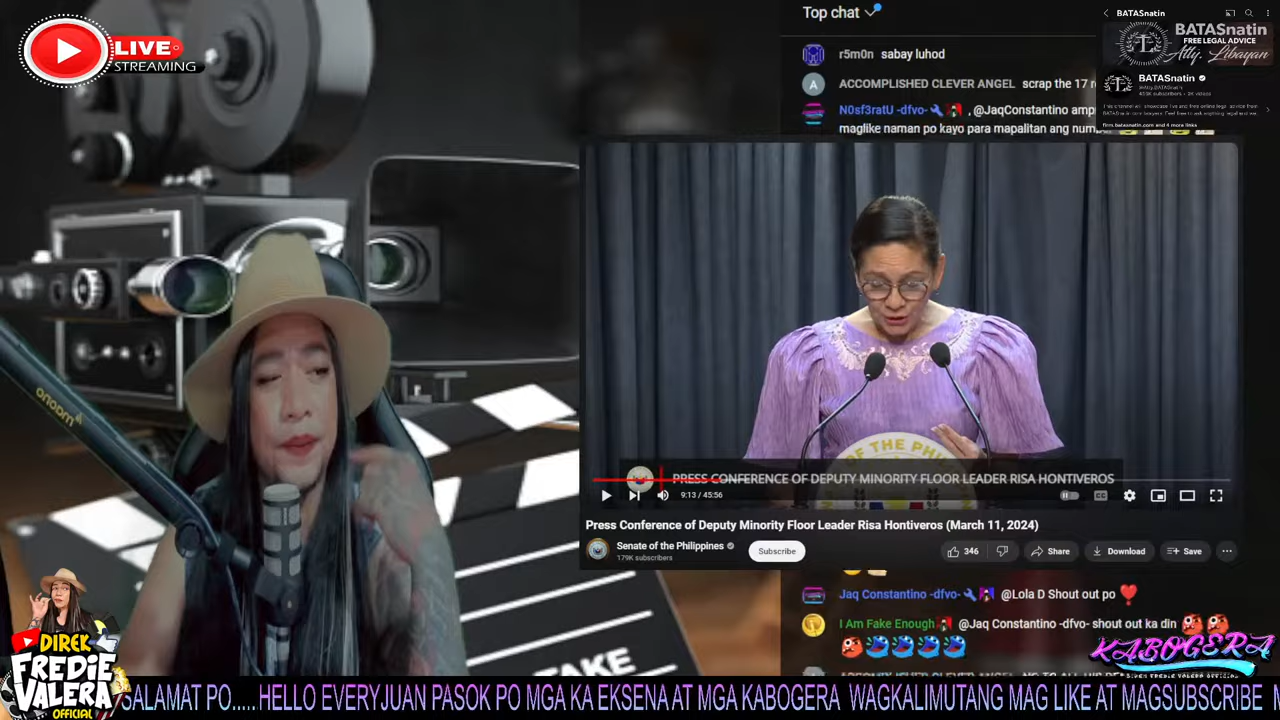 LIVE
STREAMING
Top chat
r5m0n sabay luhod
ACCOMPLISHED CLEVER ANGEL scrap the 17 r
N0sf3ratU -dfvo- , @JaqConstantino amp
maglike naman po kayo para mapalitan ang num
BATASnatin
BATASnatin
FREE LEGAL ADVICE
Atty. Libayan
BATASnatin
maono
OF THE PHIL
PRESS CONFERENCE OF DEPUTY MINORITY FLOOR LEADER RISA HONTIVEROS
9:13 / 45:56
Press Conference of Deputy Minority Floor Leader Risa Hontiveros (March 11, 2024)
Senate of the Philippines
179K subscribers
Subscribe
346
Share
Download
Save
Jaq Constantino -dfvo- @Lola D Shout out po
I Am Fake Enough @Jaq Constantino -dfvo- shout out ka din
KABOGERA
TAKE
DIREK
FREDIE
VALERA
OFFICIAL
SALAMAT PO..... HELLO EVERYJUAN PASOK PO MGA KA EKSENA AT MGA KABOGERA WAGKALIMUTANG MAG LIKE AT MAGSUBSCRIBE